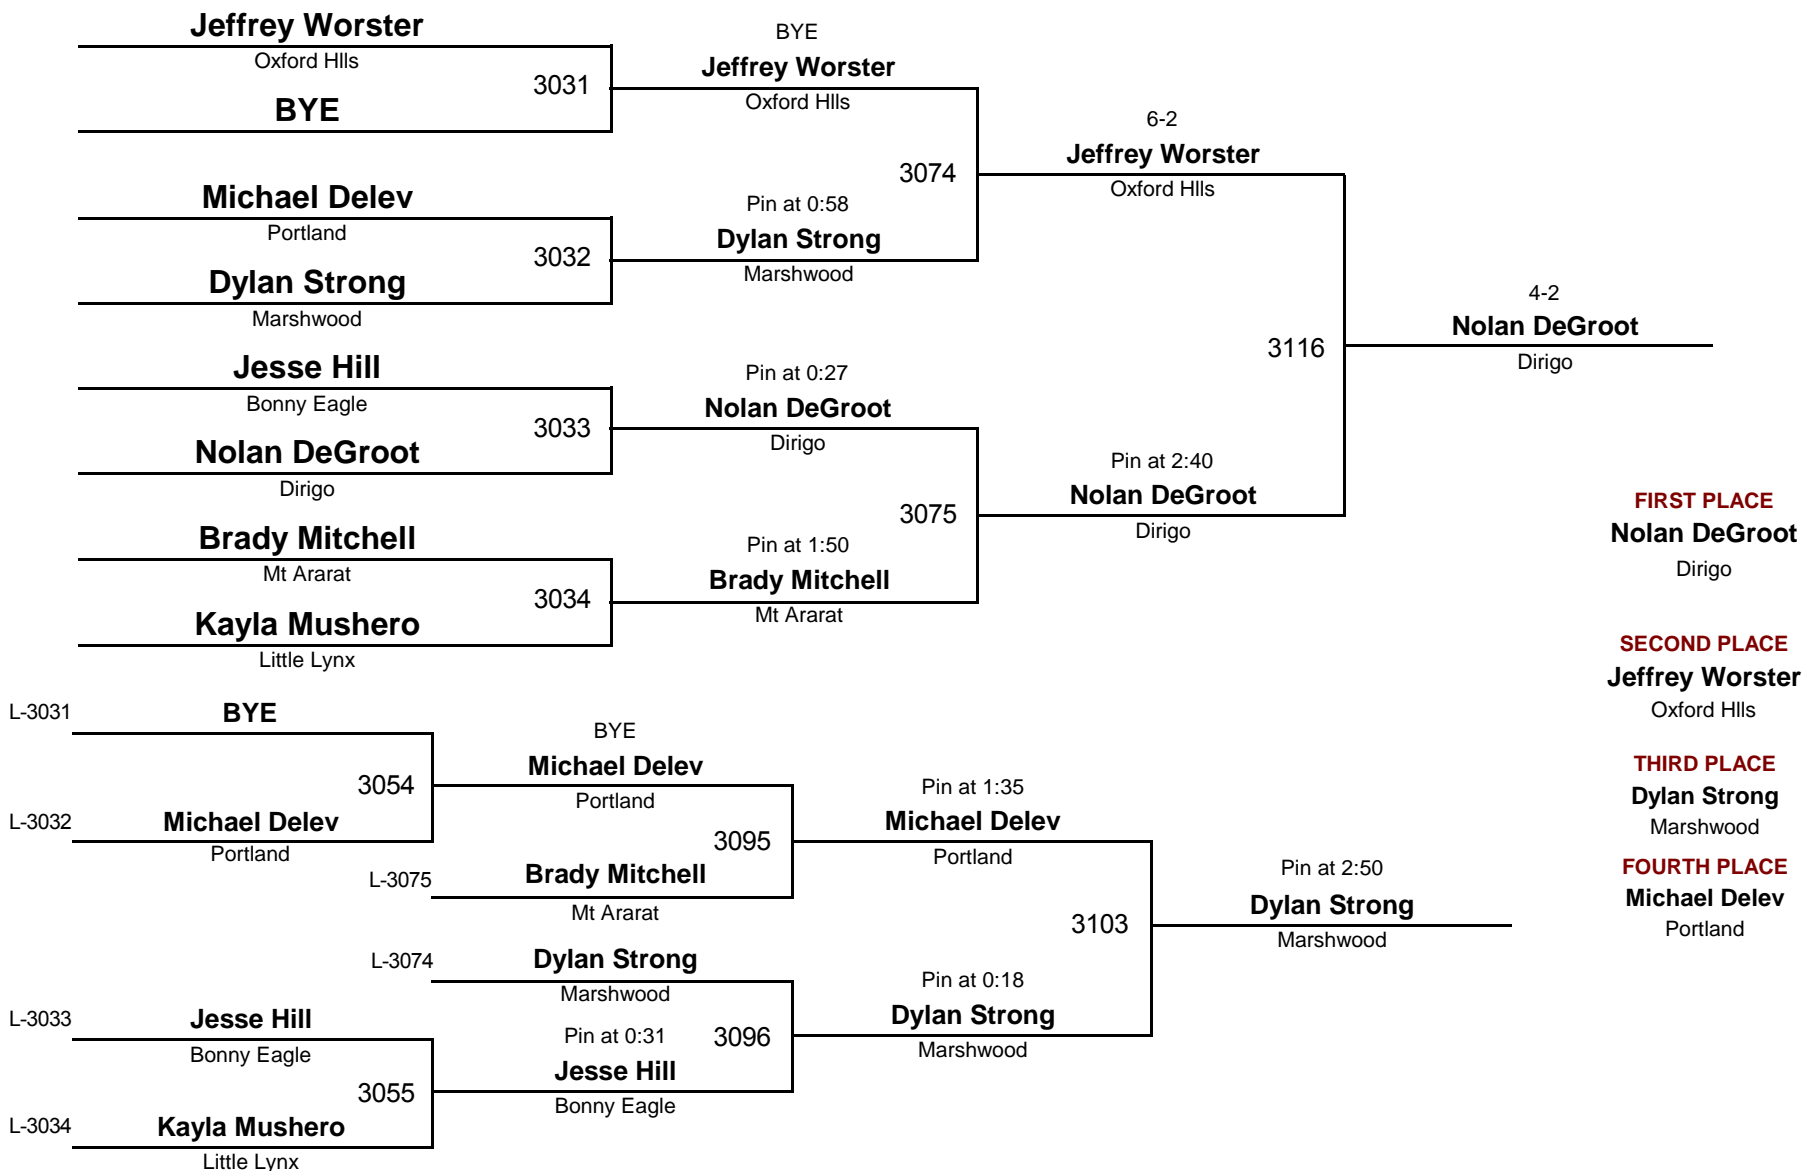 Jeffrey Worster
Oxford Hlls
3031
BYE
Michael Delev
Portland
3032
Dylan Strong
Marshwood
Jesse Hill
Bonny Eagle
3033
Nolan DeGroot
Dirigo
Brady Mitchell
Mt Ararat
3034
Kayla Mushero
Little Lynx
BYE
Jeffrey Worster
Oxford Hlls
3074
Pin at 0:58
Dylan Strong
Marshwood
Pin at 0:27
Nolan DeGroot
Dirigo
3075
Pin at 1:50
Brady Mitchell
Mt Ararat
6-2
Jeffrey Worster
Oxford Hlls
3116
Pin at 2:40
Nolan DeGroot
Dirigo
4-2
Nolan DeGroot
Dirigo
L-3031
BYE
3054
L-3032
Michael Delev
Portland
BYE
Michael Delev
Portland
3095
L-3075
Brady Mitchell
Mt Ararat
L-3074
Dylan Strong
Marshwood
3096
L-3033
Jesse Hill
Bonny Eagle
3055
L-3034
Kayla Mushero
Little Lynx
Pin at 0:31
Jesse Hill
Bonny Eagle
Pin at 1:35
Michael Delev
Portland
3103
Pin at 0:18
Dylan Strong
Marshwood
Pin at 2:50
Dylan Strong
Marshwood
FIRST PLACE
Nolan DeGroot
Dirigo
SECOND PLACE
Jeffrey Worster
Oxford Hlls
THIRD PLACE
Dylan Strong
Marshwood
FOURTH PLACE
Michael Delev
Portland